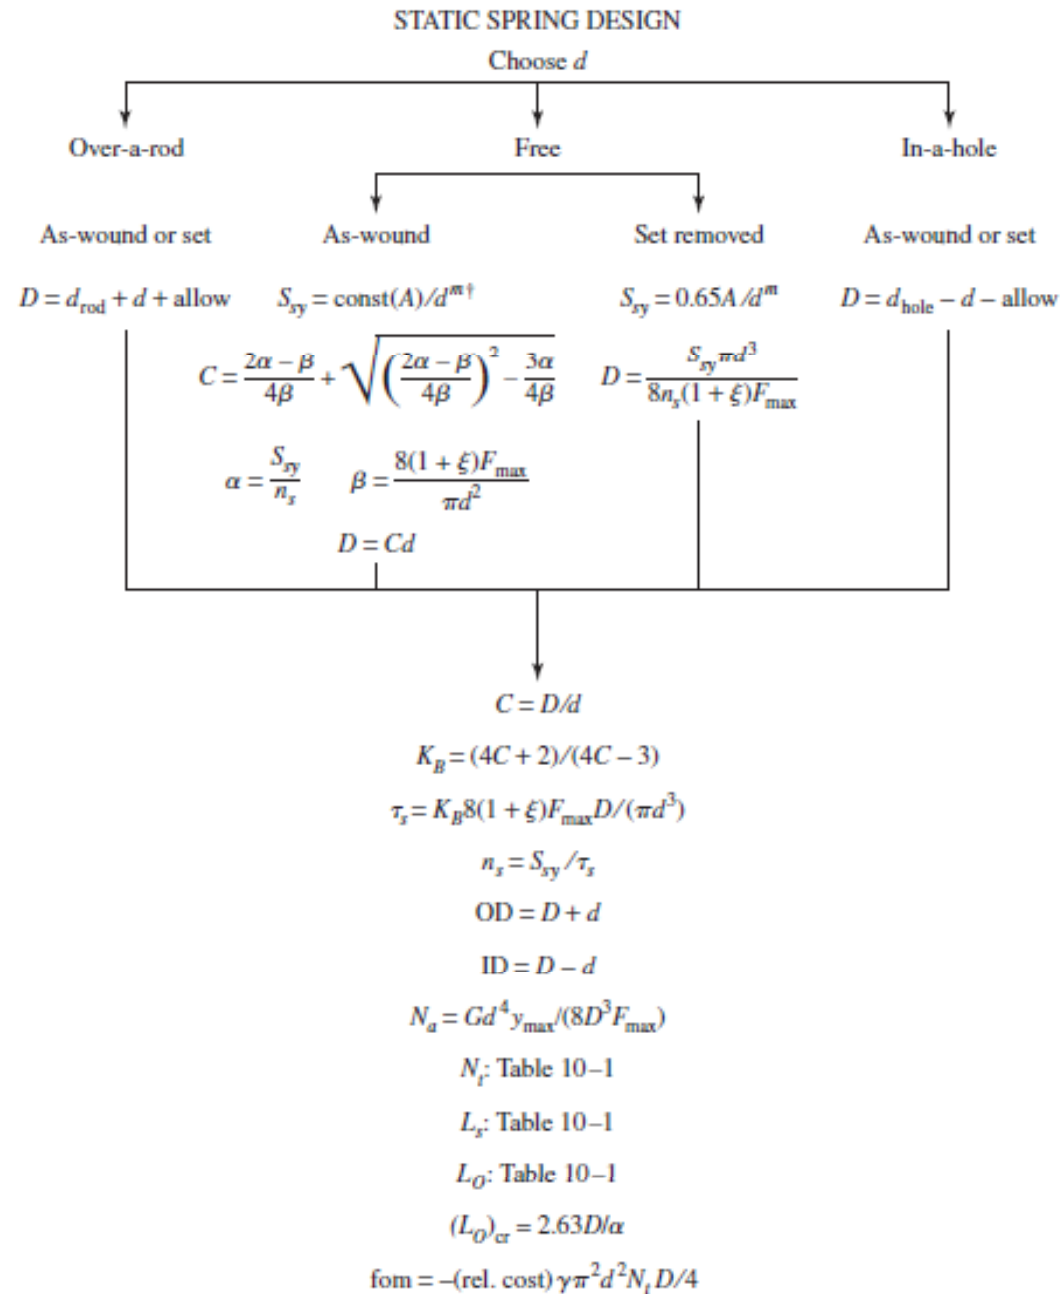 STATIC SPRING DESIGN
Choose d
Over-a-rod Free In-a-hole
As-wound or set As-wound Set removed As-wound or set
D = d_rod + d + allow S_sy = const(A)/d^m† S_sy = 0.65A/d^m D = d_hole − d − allow
C = (2α − β)/(4β) + √(((2α − β)/(4β))² − 3α/(4β)) D = S_sy πd³/(8n_s(1 + ξ)F_max)
α = S_sy/n_s β = 8(1 + ξ)F_max/(πd²)
D = Cd
C = D/d
K_B = (4C + 2)/(4C − 3)
τ_s = K_B8(1 + ξ)F_maxD/(πd³)
n_s = S_sy/τ_s
OD = D + d
ID = D − d
N_a = Gd⁴y_max/(8D³F_max)
N_t: Table 10–1
L_s: Table 10–1
L_O: Table 10–1
(L_O)_cr = 2.63D/α
fom = −(rel. cost)γπ²d²N_tD/4